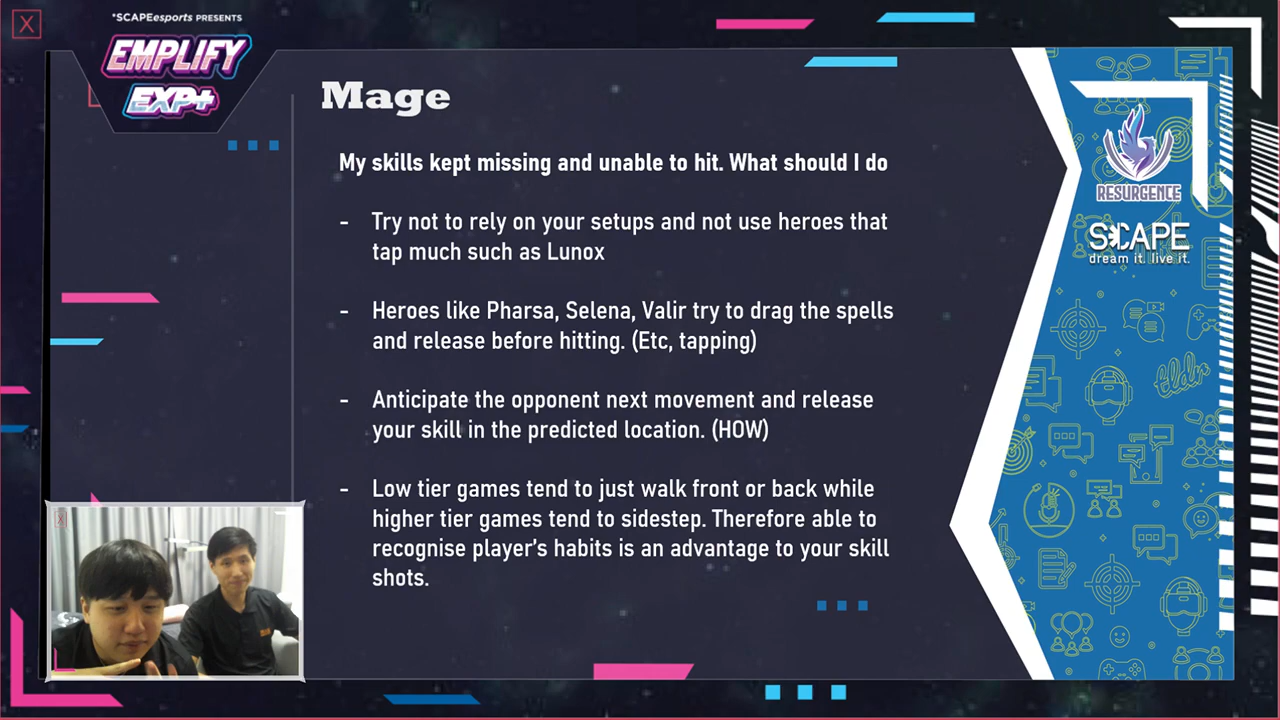 *SCAPEesports PRESENTS
EMPLIFY
EXP+
Mage
My skills kept missing and unable to hit. What should I do
- Try not to rely on your setups and not use heroes that
tap much such as Lunox
- Heroes like Pharsa, Selena, Valir try to drag the spells
and release before hitting. (Etc, tapping)
- Anticipate the opponent next movement and release
your skill in the predicted location. (HOW)
- Low tier games tend to just walk front or back while
higher tier games tend to sidestep. Therefore able to
recognise player's habits is an advantage to your skill
shots.
RESURGENCE
S*CAPE
dream it. live it.
tldr